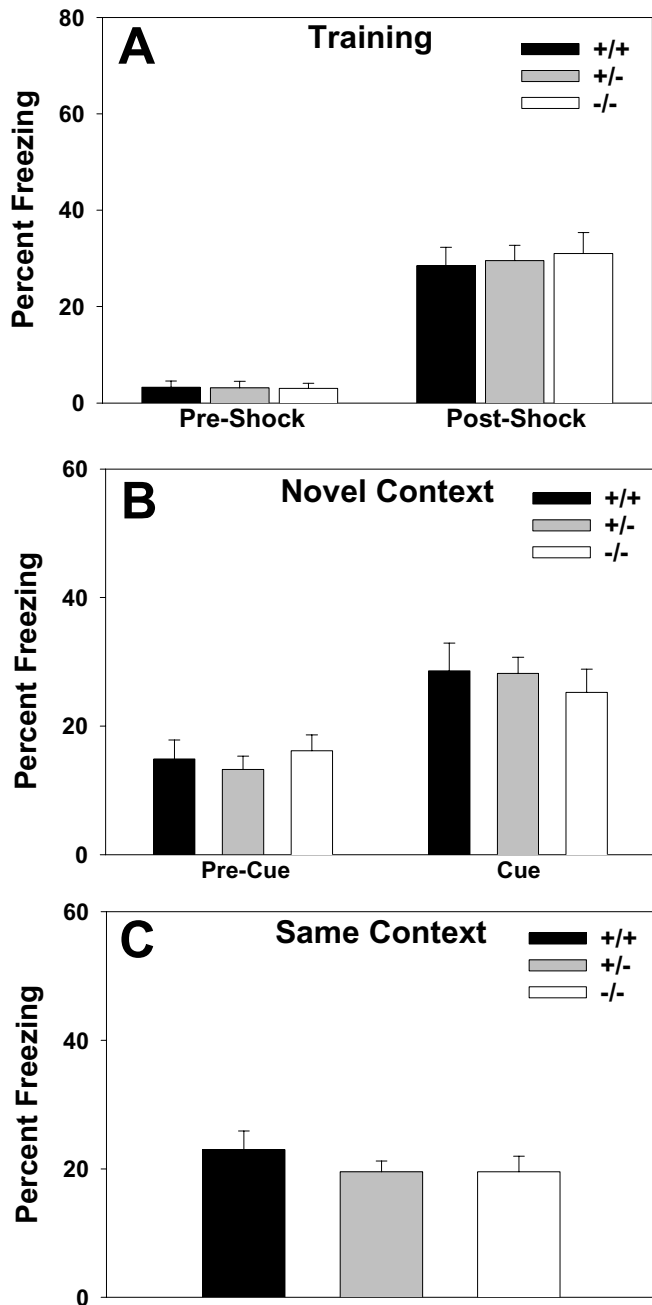 A
Training
+/+
+/-
-/-
Percent Freezing
80
60
40
20
0
Pre-Shock
Post-Shock
B
Novel Context
+/+
+/-
-/-
Percent Freezing
60
40
20
0
Pre-Cue
Cue
C
Same Context
+/+
+/-
-/-
Percent Freezing
60
40
20
0